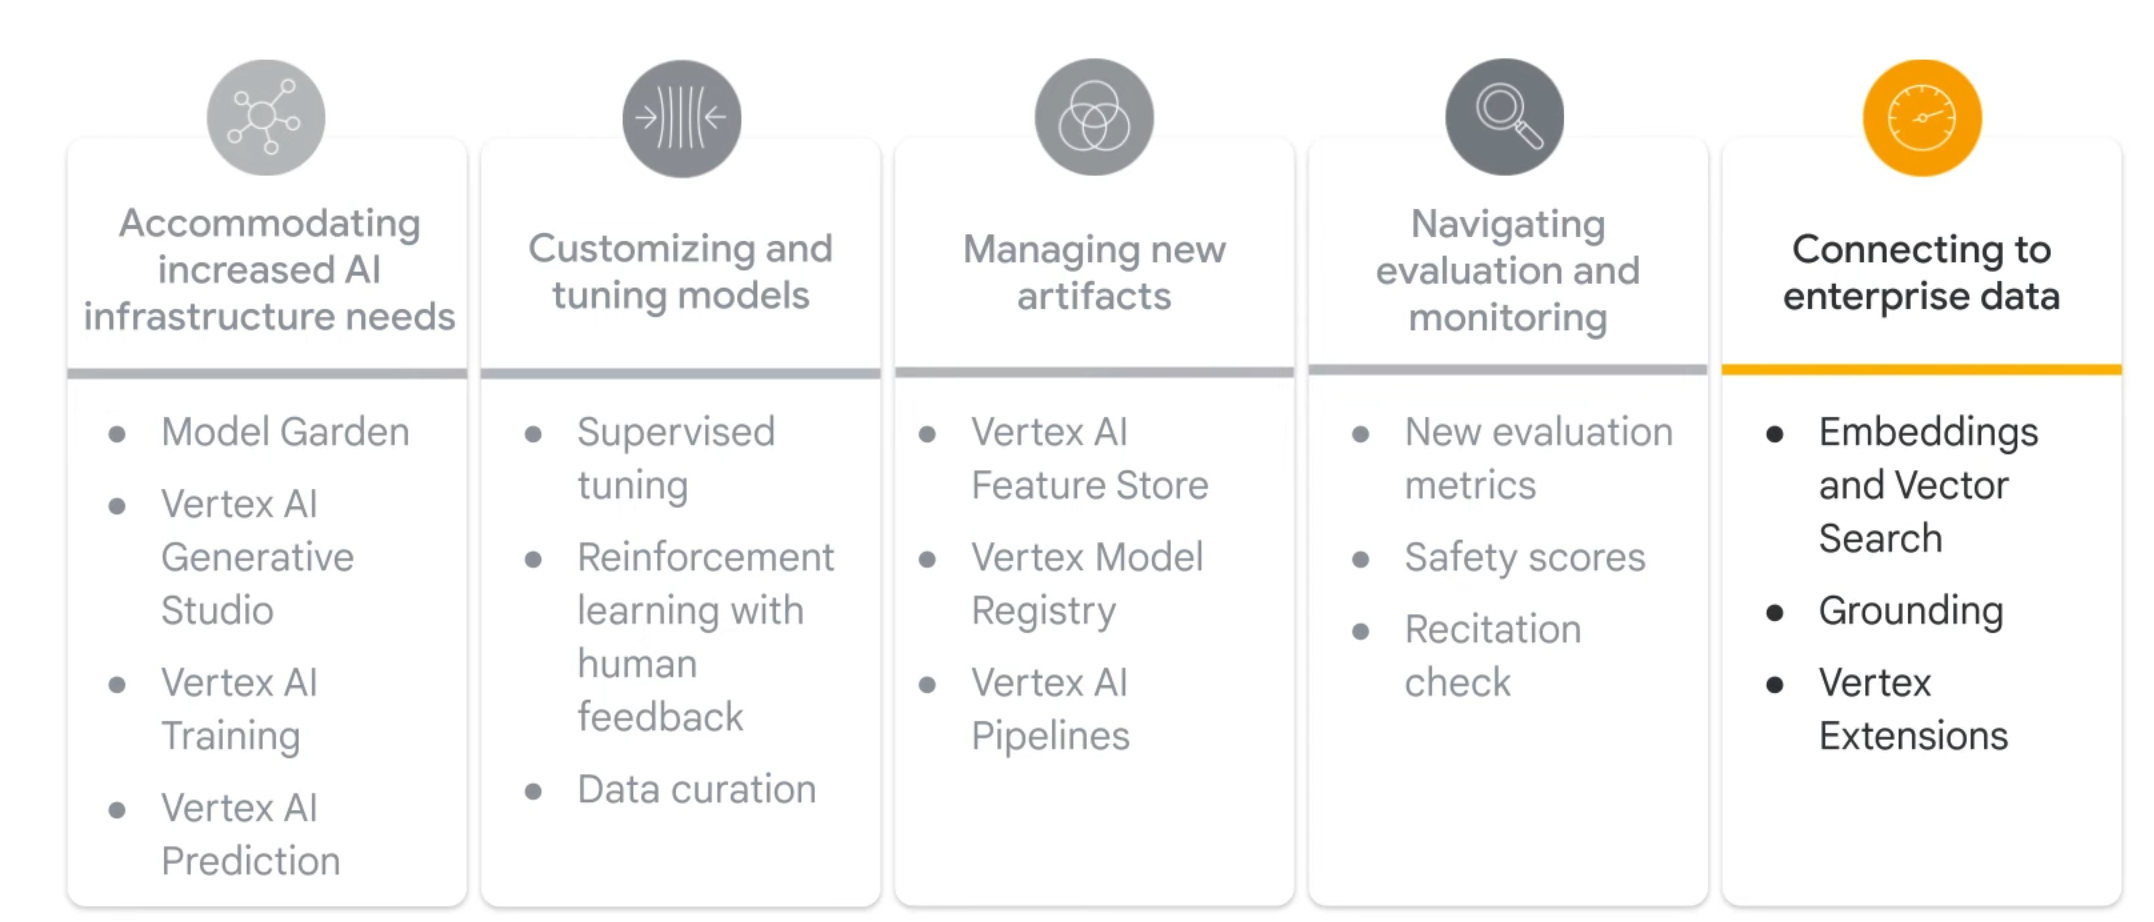 Accommodating
increased AI
infrastructure needs
Model Garden
Vertex AI
Generative
Studio
Vertex AI
Training
Vertex AI
Prediction
Customizing and
tuning models
Supervised
tuning
Reinforcement
learning with
human
feedback
Data curation
Managing new
artifacts
Vertex AI
Feature Store
Vertex Model
Registry
Vertex AI
Pipelines
Navigating
evaluation and
monitoring
New evaluation
metrics
Safety scores
Recitation
check
Connecting to
enterprise data
Embeddings
and Vector
Search
Grounding
Vertex
Extensions